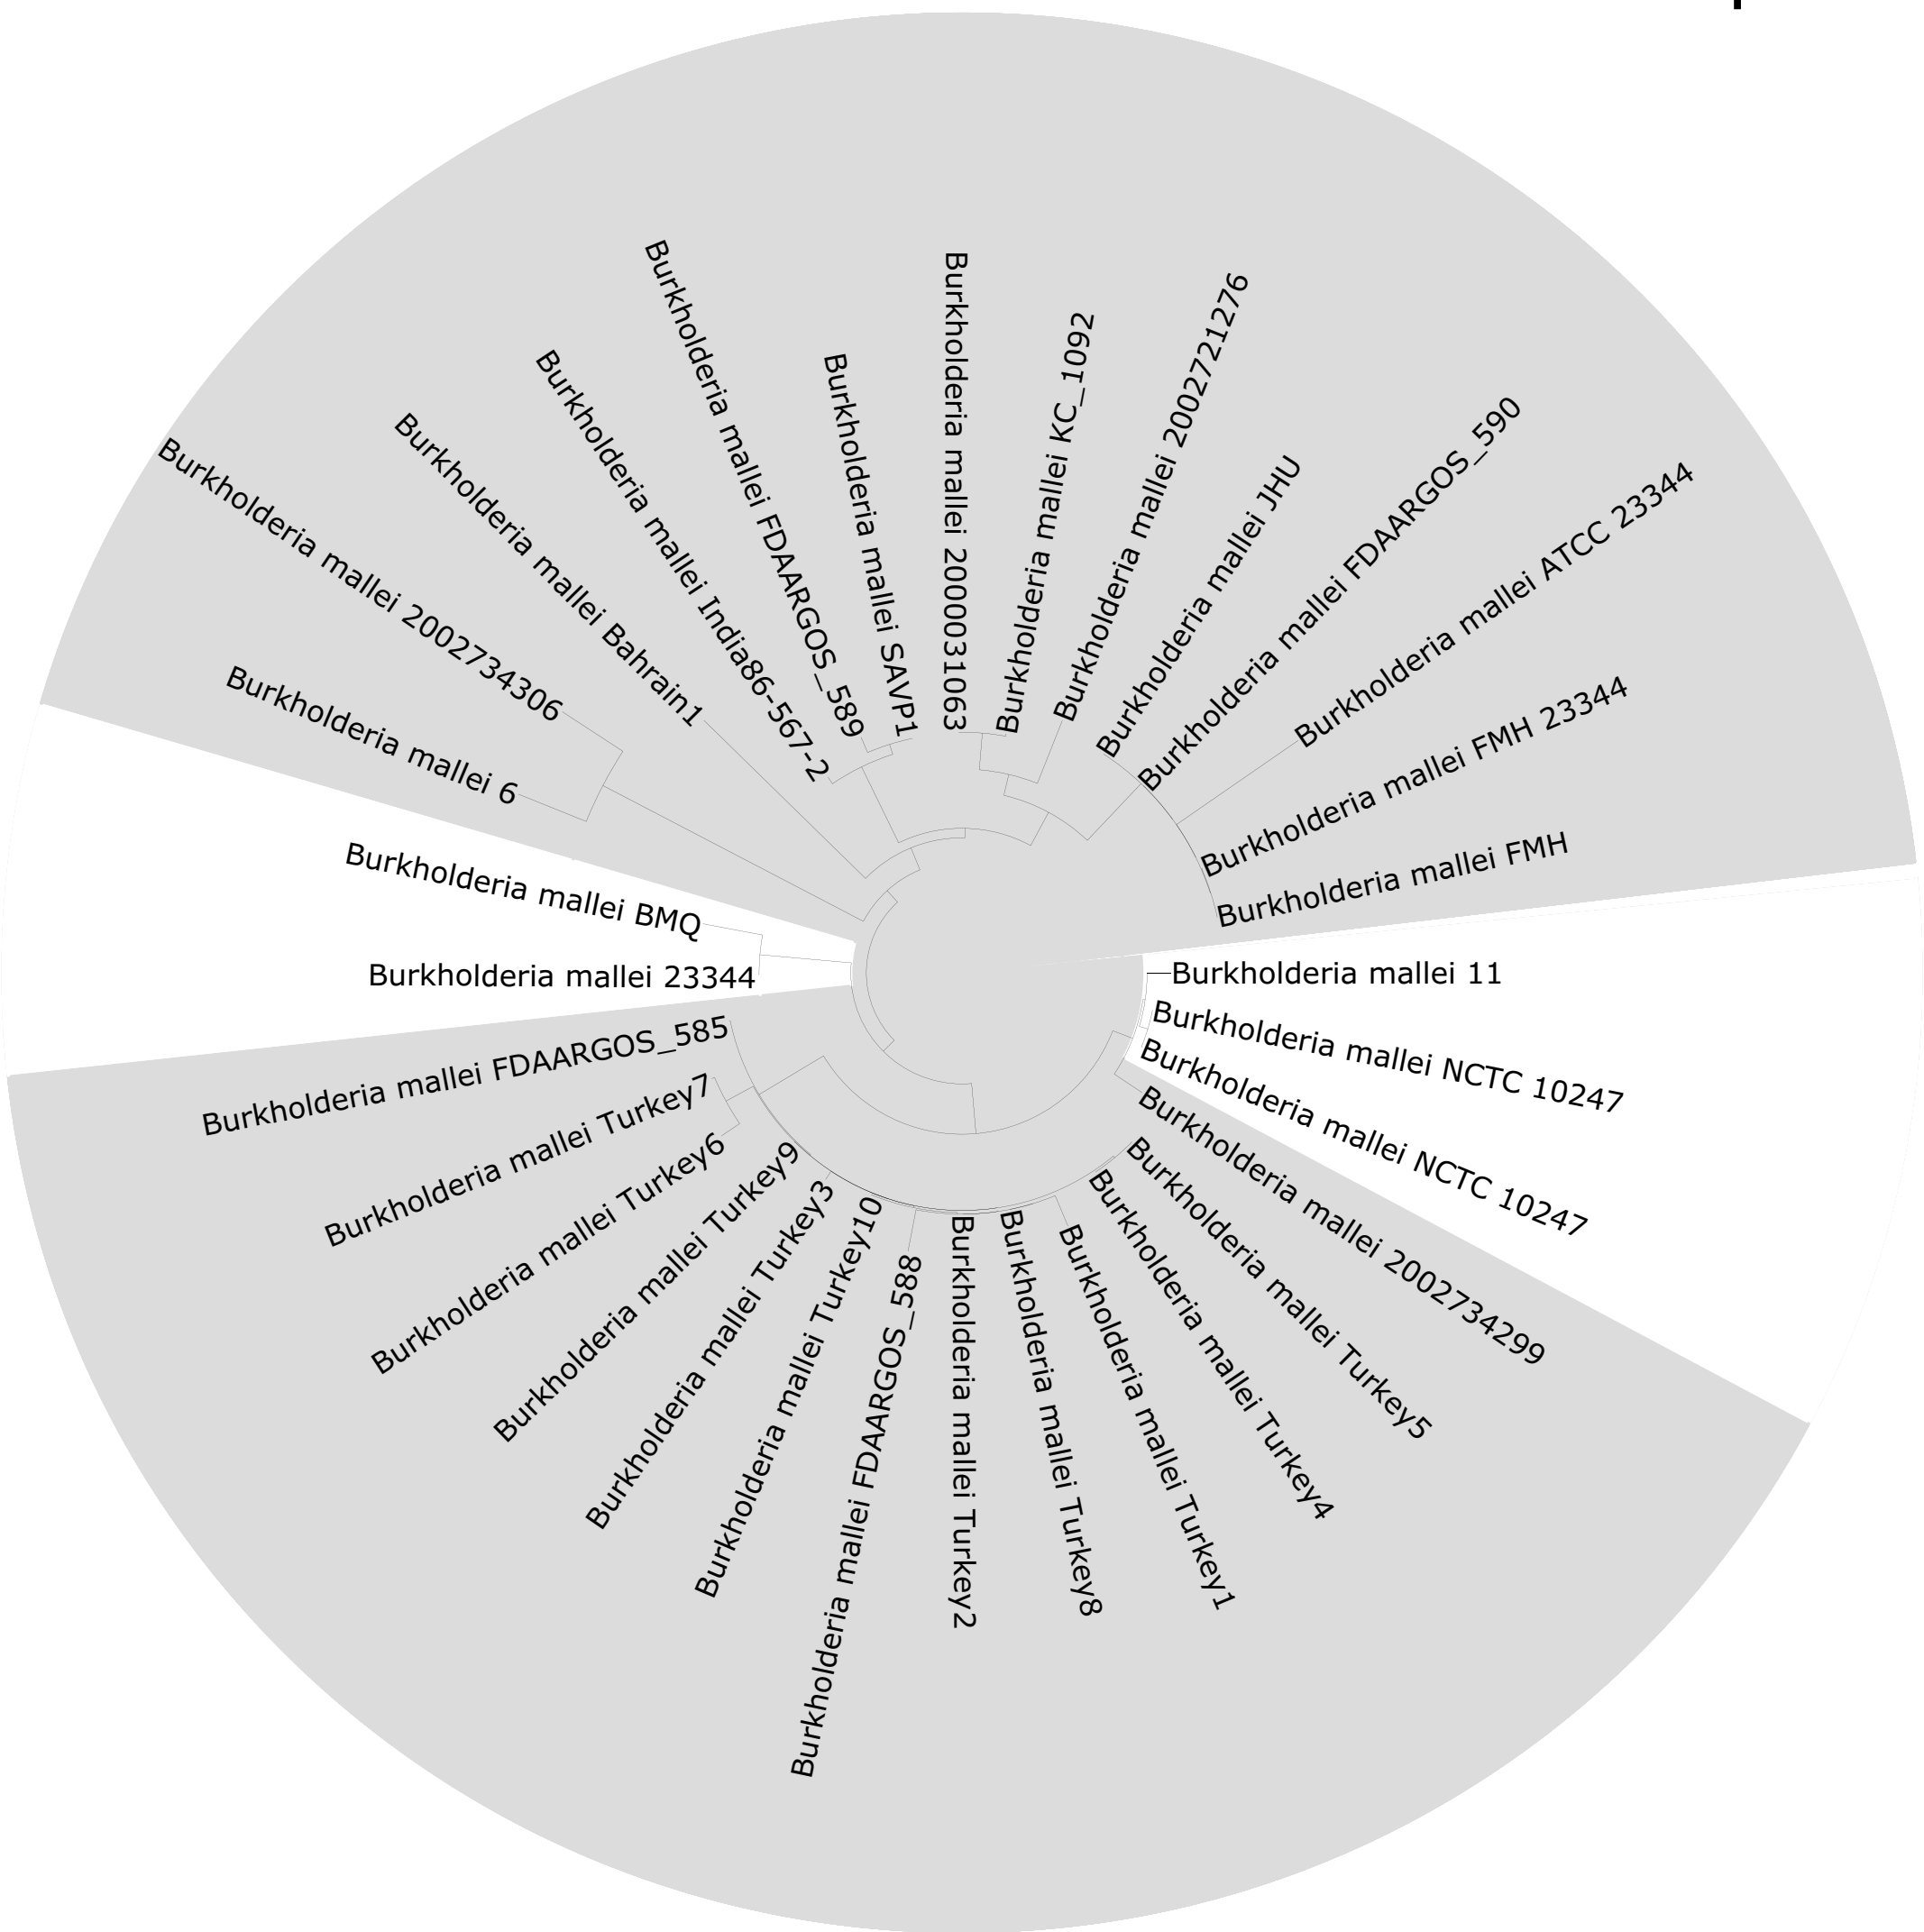 Burkholderia mallei 2000031063
Burkholderia mallei KC_1092
Burkholderia mallei 2002721276
Burkholderia mallei JHU
Burkholderia mallei FDAARGOS_590
Burkholderia mallei ATCC 23344
Burkholderia mallei FMH 23344
Burkholderia mallei FMH
Burkholderia mallei 11
Burkholderia mallei NCTC 10247
Burkholderia mallei NCTC 10247
Burkholderia mallei 2002734299
Burkholderia mallei Turkey5
Burkholderia mallei Turkey4
Burkholderia mallei Turkey1
Burkholderia mallei Turkey8
Burkholderia mallei Turkey2
Burkholderia mallei FDAARGOS_588
Burkholderia mallei Turkey10
Burkholderia mallei Turkey3
Burkholderia mallei Turkey9
Burkholderia mallei Turkey6
Burkholderia mallei Turkey7
Burkholderia mallei FDAARGOS_585
Burkholderia mallei 23344
Burkholderia mallei BMQ
Burkholderia mallei 6
Burkholderia mallei 2002734306
Burkholderia mallei Bahrain1
Burkholderia mallei India86-567-2
Burkholderia mallei FDAARGOS_589
Burkholderia mallei SAVP1